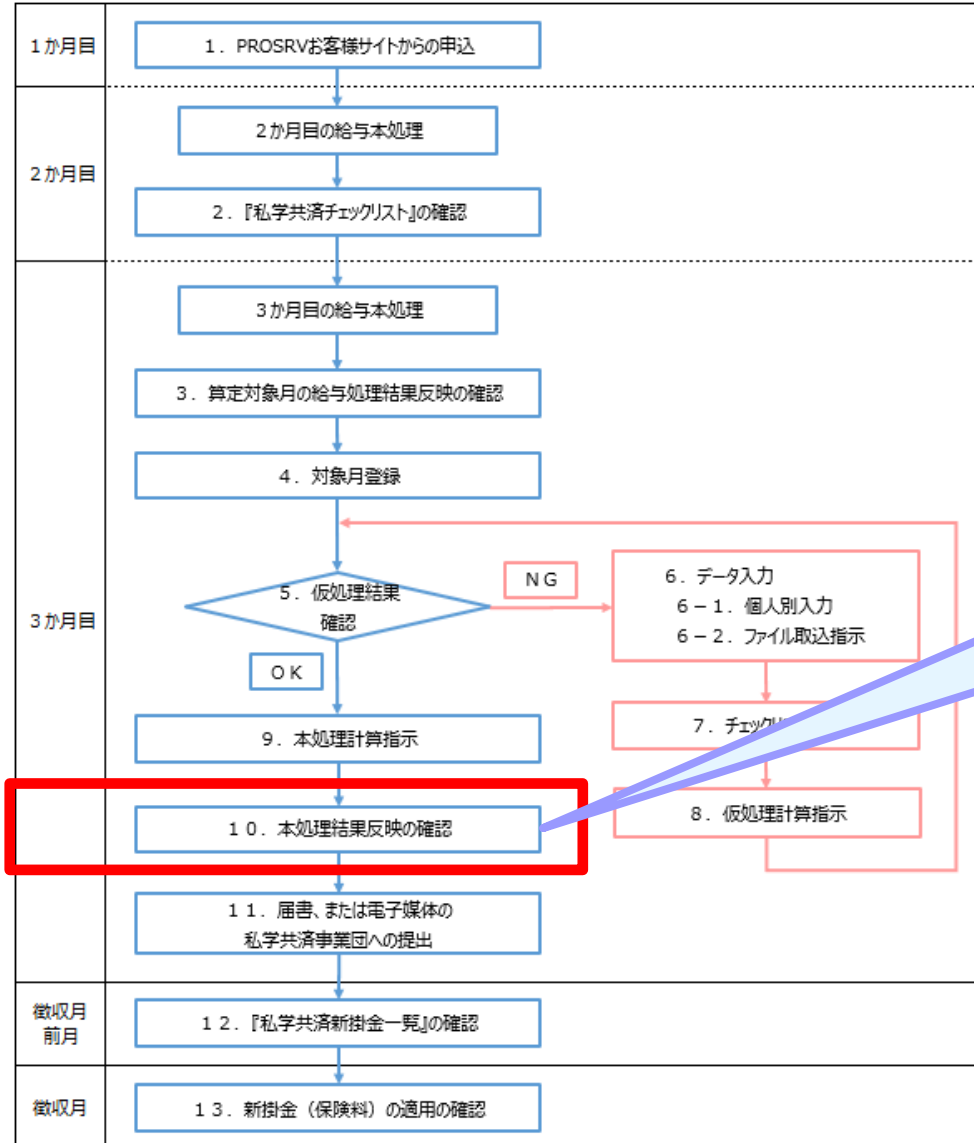 1か月目
1．PROSRVお客様サイトからの申込
2か月目
2か月目の給与本処理
2．『私学共済チェックリスト』の確認
3か月目
3か月目の給与本処理
3．算定対象月の給与処理結果反映の確認
4．対象月登録
5．仮処理結果
確認
NG
OK
6．データ入力
6－1．個人別入力
6－2．ファイル取込指示
7．チェック
8．仮処理計算指示
9．本処理計算指示
10．本処理結果反映の確認
11．届書、または電子媒体の
私学共済事業団への提出
徴収月
前月
12．『私学共済新掛金一覧』の確認
徴収月
13．新掛金（保険料）の適用の確認